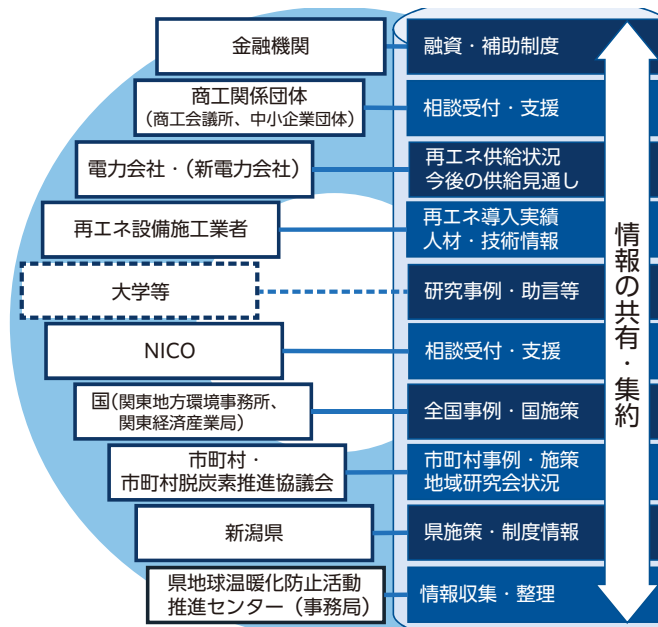 金融機関
融資・補助制度
商工関係団体
(商工会議所、中小企業団体)
相談受付・支援
電力会社・(新電力会社)
再エネ供給状況
今後の供給見通し
再エネ設備施工業者
再エネ導入実績
人材・技術情報
大学等
研究事例・助言等
NICO
相談受付・支援
国(関東地方環境事務所、
関東経済産業局)
全国事例・国施策
市町村・
市町村脱炭素推進協議会
市町村事例・施策
地域研究会状況
新潟県
県施策・制度情報
県地球温暖化防止活動
推進センター（事務局）
情報収集・整理
情報の共有・集約